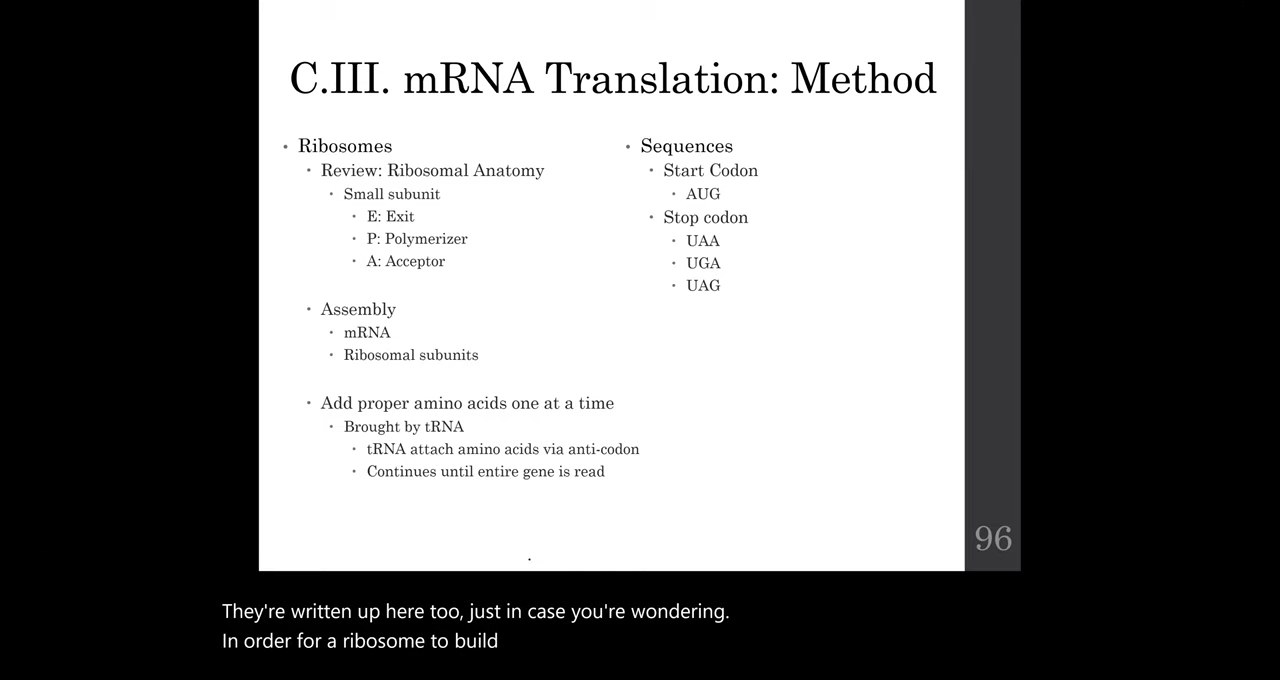 C.III. mRNA Translation: Method
• Ribosomes
• Review: Ribosomal Anatomy
• Small subunit
• E: Exit
• P: Polymerizer
• A: Acceptor
• Assembly
• mRNA
• Ribosomal subunits
• Add proper amino acids one at a time
• Brought by tRNA
• tRNA attach amino acids via anti-codon
• Continues until entire gene is read
• Sequences
• Start Codon
• AUG
• Stop codon
• UAA
• UGA
• UAG
.
96
They're written up here too, just in case you're wondering.
In order for a ribosome to build